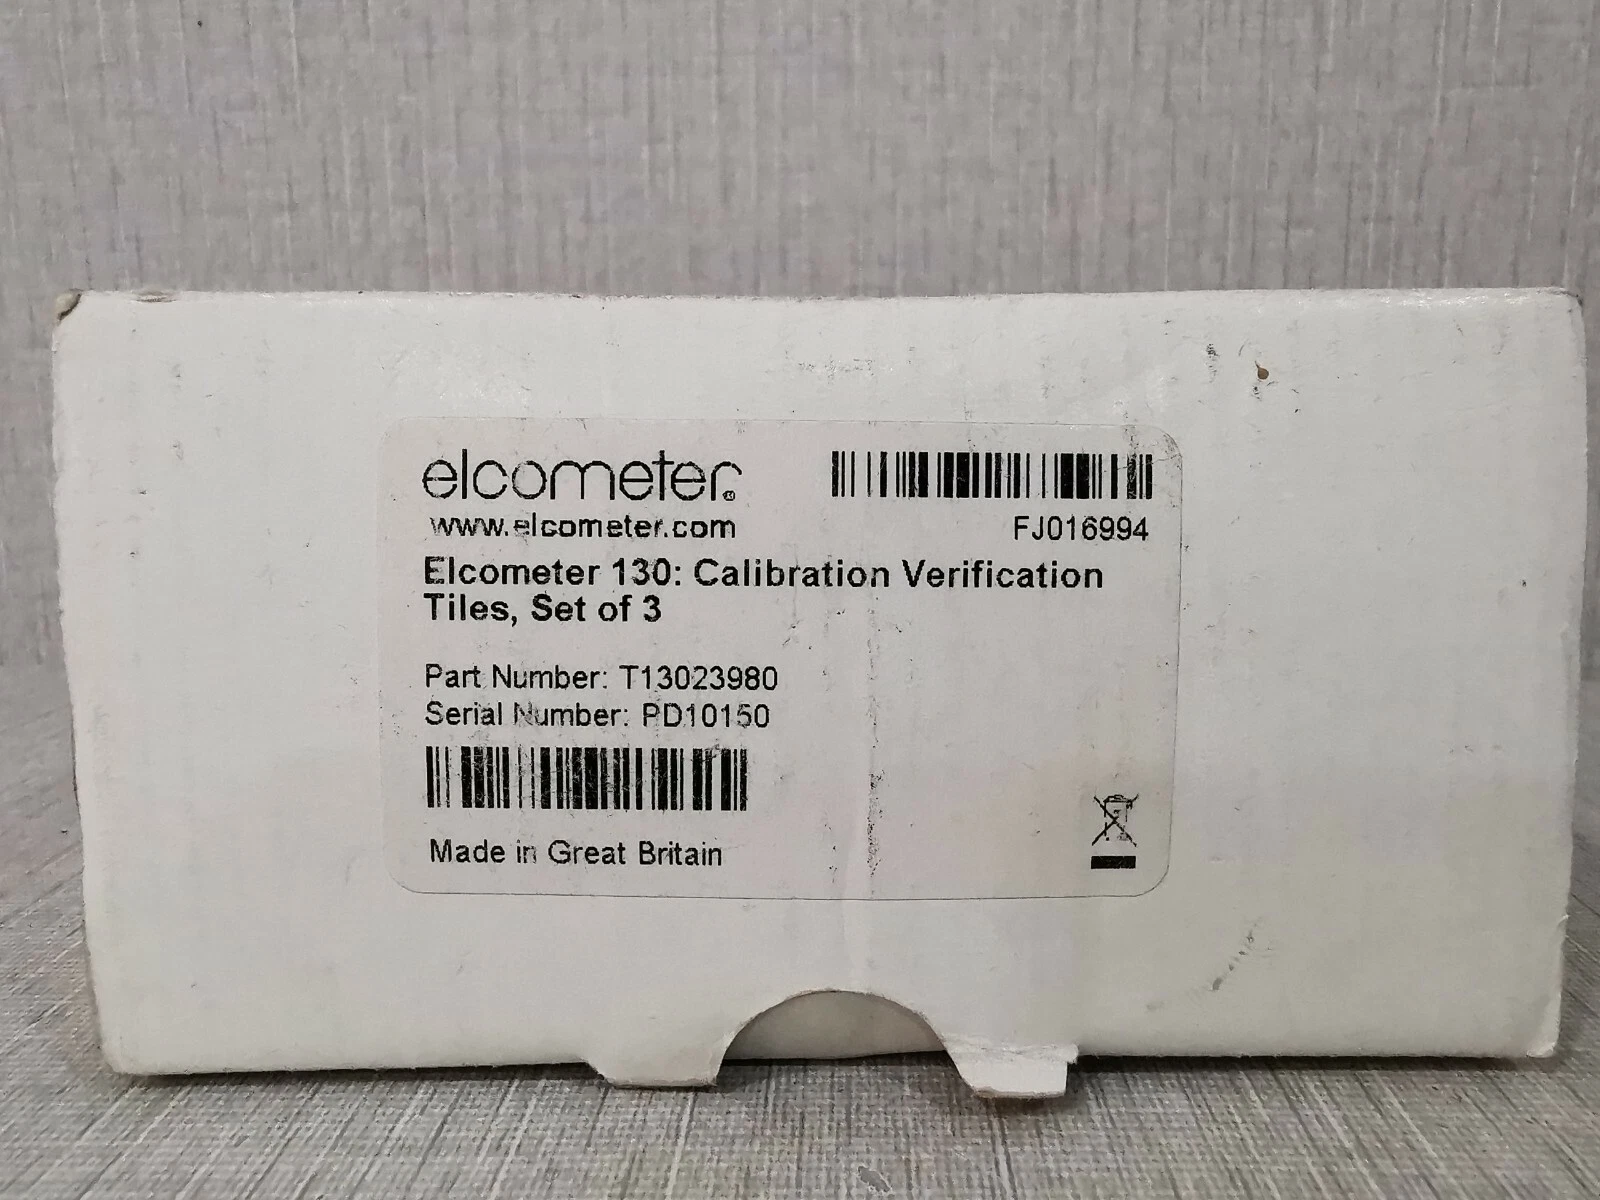 elcometer®
www.elcometer.com
FJ016994
Elcometer 130: Calibration Verification
Tiles, Set of 3
Part Number: T13023980
Serial Number: PD10150
Made in Great Britain